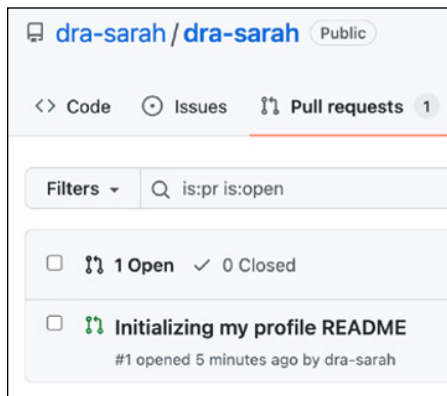 dra-sarah / dra-sarah Public
Code Issues Pull requests 1
Filters is:pr is:open
1 Open 0 Closed
Initializing my profile README
#1 opened 5 minutes ago by dra-sarah